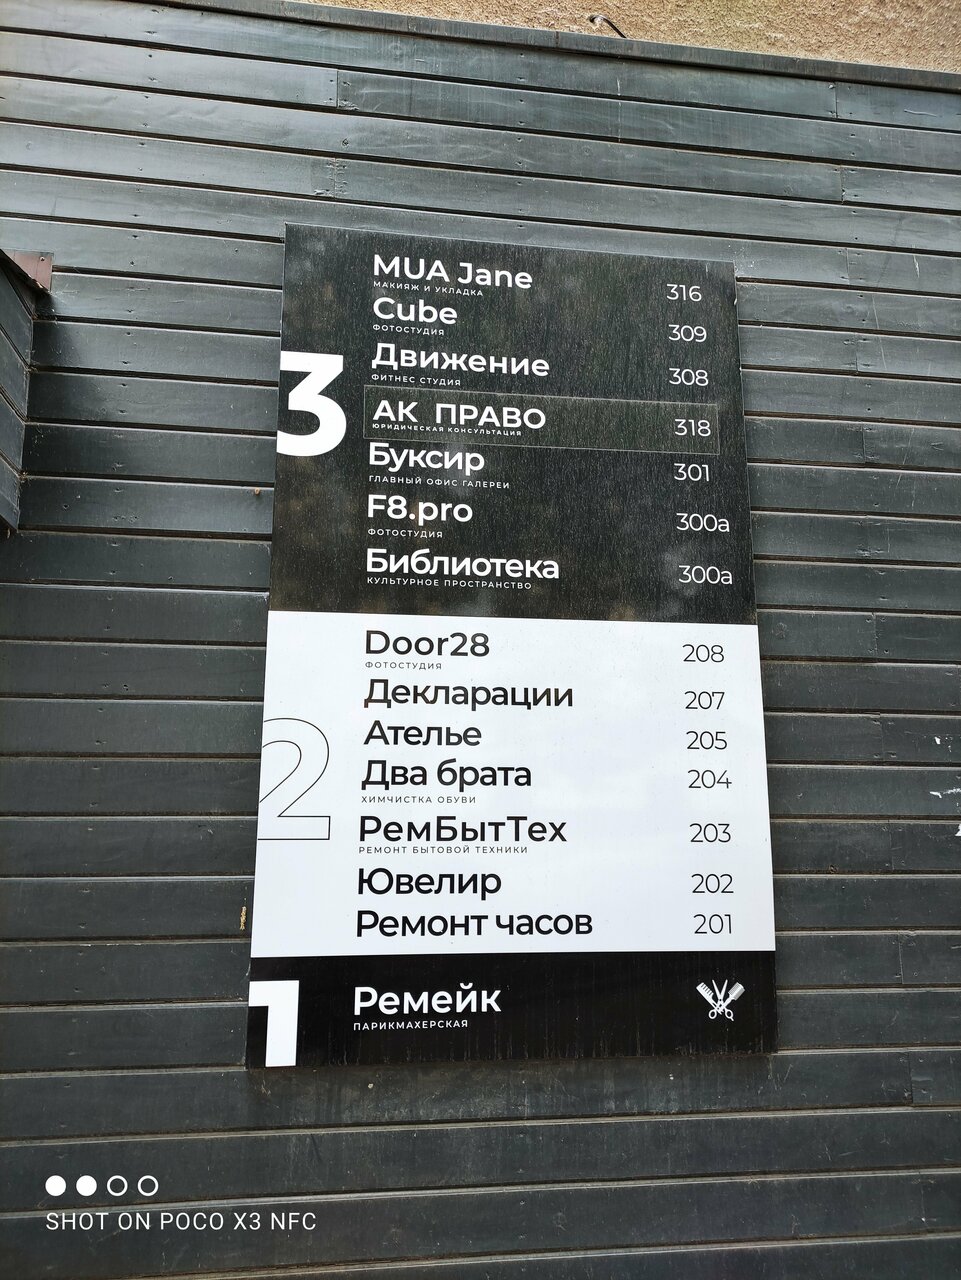 3
MUA Jane 316
МАКИЯЖ И УКЛАДКА
Cube 309
ФОТОСТУДИЯ
Движение 308
ФИТНЕС СТУДИЯ
АК ПРАВО 318
ЮРИДИЧЕСКАЯ КОНСУЛЬТАЦИЯ
Буксир 301
ГЛАВНЫЙ ОФИС ГАЛЕРЕИ
F8.pro 300а
ФОТОСТУДИЯ
Библиотека 300а
КУЛЬТУРНОЕ ПРОСТРАНСТВО
2
Door28 208
ФОТОСТУДИЯ
Декларации 207
Ателье 205
Два брата 204
ХИМЧИСТКА ОБУВИ
РемБытТех 203
РЕМОНТ БЫТОВОЙ ТЕХНИКИ
Ювелир 202
Ремонт часов 201
1
Ремейк
ПАРИКМАХЕРСКАЯ
SHOT ON POCO X3 NFC